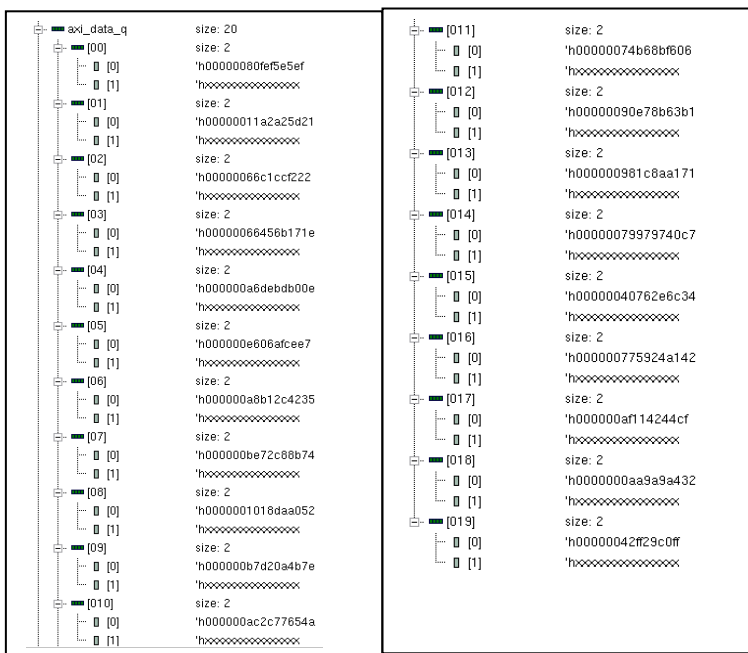 axi_data_q size: 20
[00] size: 2
[0] 'h00000080fef5e5ef
[1] 'hxxxxxxxxxxxxxxxx
[01] size: 2
[0] 'h00000011a2a25d21
[1] 'hxxxxxxxxxxxxxxxx
[02] size: 2
[0] 'h00000066c1ccf222
[1] 'hxxxxxxxxxxxxxxxx
[03] size: 2
[0] 'h00000066456b171e
[1] 'hxxxxxxxxxxxxxxxx
[04] size: 2
[0] 'h000000a6debdb00e
[1] 'hxxxxxxxxxxxxxxxx
[05] size: 2
[0] 'h000000e606afcee7
[1] 'hxxxxxxxxxxxxxxxx
[06] size: 2
[0] 'h000000a8b12c4235
[1] 'hxxxxxxxxxxxxxxxx
[07] size: 2
[0] 'h000000be72c88b74
[1] 'hxxxxxxxxxxxxxxxx
[08] size: 2
[0] 'h0000001018daa052
[1] 'hxxxxxxxxxxxxxxxx
[09] size: 2
[0] 'h000000b7d20a4b7e
[1] 'hxxxxxxxxxxxxxxxx
[010] size: 2
[0] 'h000000ac2c77654a
[1] 'hxxxxxxxxxxxxxxxx
[011] size: 2
[0] 'h00000074b68bf606
[1] 'hxxxxxxxxxxxxxxxx
[012] size: 2
[0] 'h00000090e78b63b1
[1] 'hxxxxxxxxxxxxxxxx
[013] size: 2
[0] 'h000000981c8aa171
[1] 'hxxxxxxxxxxxxxxxx
[014] size: 2
[0] 'h00000079979740c7
[1] 'hxxxxxxxxxxxxxxxx
[015] size: 2
[0] 'h00000040762e6c34
[1] 'hxxxxxxxxxxxxxxxx
[016] size: 2
[0] 'h000000775924a142
[1] 'hxxxxxxxxxxxxxxxx
[017] size: 2
[0] 'h000000af114244cf
[1] 'hxxxxxxxxxxxxxxxx
[018] size: 2
[0] 'h0000000aa9a9a432
[1] 'hxxxxxxxxxxxxxxxx
[019] size: 2
[0] 'h00000042ff29c0ff
[1] 'hxxxxxxxxxxxxxxxx